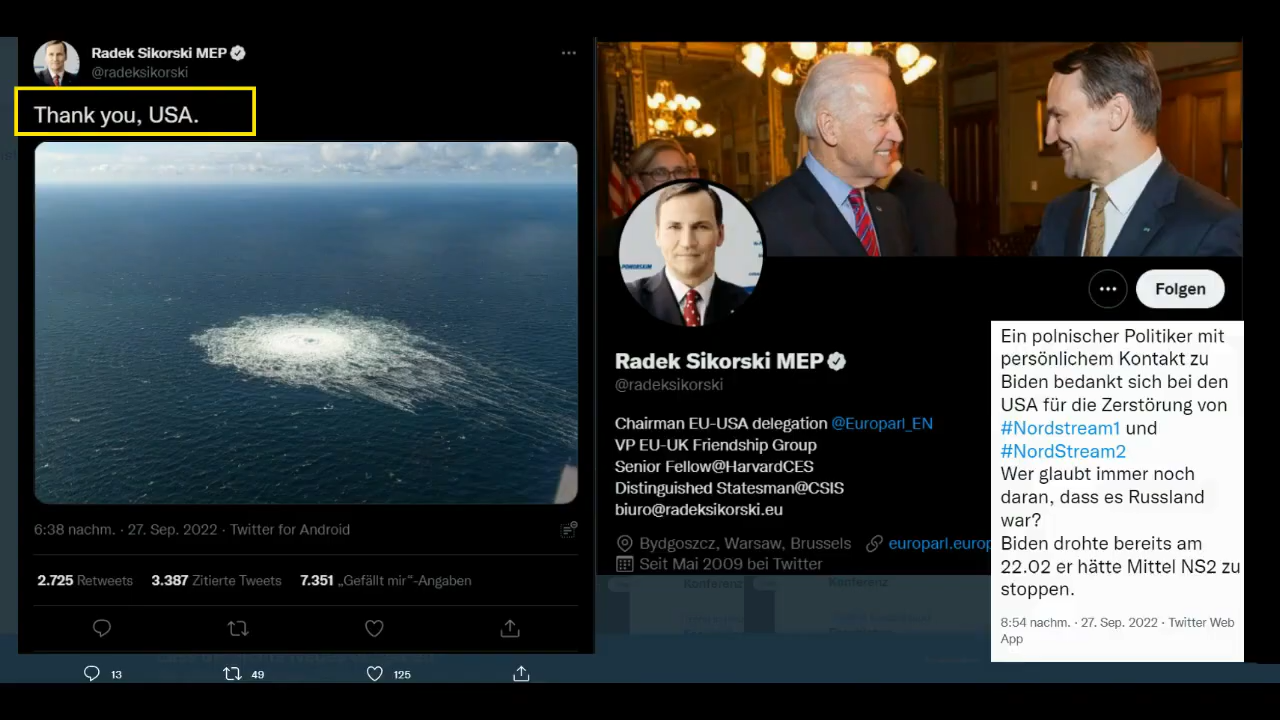 Radek Sikorski MEP
@radeksikorski
Thank you, USA.
6:38 nachm. · 27. Sep. 2022 · Twitter for Android
2.725 Retweets 3.387 Zitierte Tweets 7.351 „Gefällt mir“-Angaben
13 49 125
Folgen
Radek Sikorski MEP
@radeksikorski
Chairman EU-USA delegation @Europarl_EN
VP EU-UK Friendship Group
Senior Fellow@HarvardCES
Distinguished Statesman@CSIS
biuro@radeksikorski.eu
Bydgoszcz, Warsaw, Brussels europarl.europ
Seit Mai 2009 bei Twitter
Konferenz Konferenz
Ein polnischer Politiker mit
persönlichem Kontakt zu
Biden bedankt sich bei den
USA für die Zerstörung von
#Nordstream1 und
#NordStream2
Wer glaubt immer noch
daran, dass es Russland
war?
Biden drohte bereits am
22.02 er hätte Mittel NS2 zu
stoppen.
8:54 nachm. · 27. Sep. 2022 · Twitter Web
App